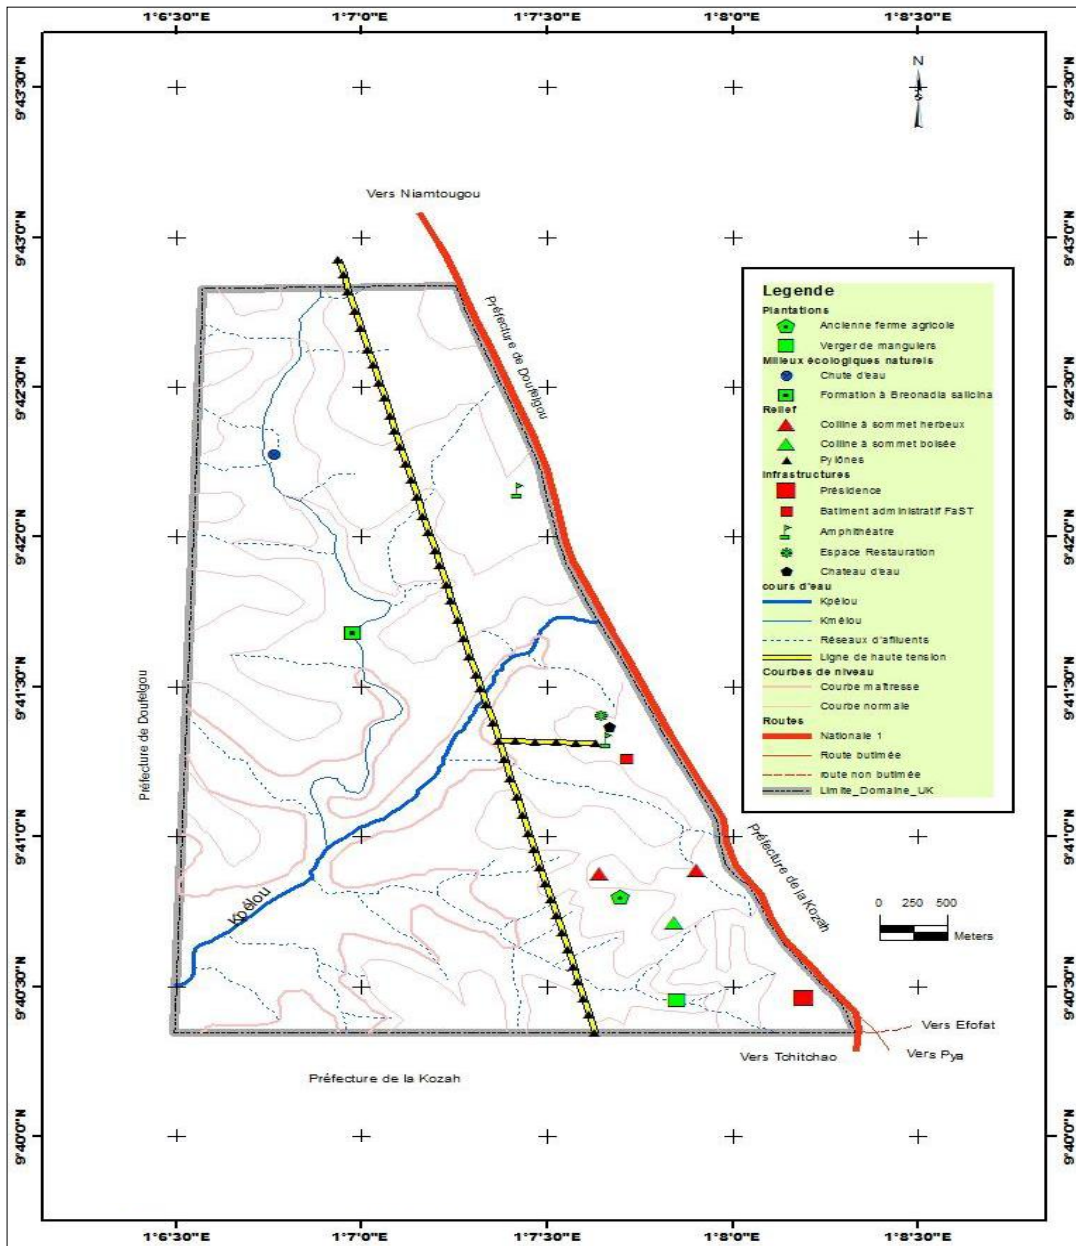 1°6'30"E 1°7'0"E 1°7'30"E 1°8'0"E 1°8'30"E
N
9°43'30"N 9°43'30"N
Vers Niamtougou
9°43'0"N 9°43'0"N
Préfecture de Doufelgou
Legende
Plantations
Ancienne ferme agricole
Verger de manguiers
Milieux écologiques naturels
Chute d'eau
Formation à Breonadia salicina
Relief
Colline à sommet herbeux
Colline à sommet boisée
Pylônes
Infrastructures
Présidence
Batiment administratif FaST
Amphithéatre
Espace Restauration
Chateau d'eau
cours d'eau
Kpélou
Kmélou
Réseaux d'afluents
Ligne de haute tension
Courbes de niveau
Courbe maîtresse
Courbe normale
Routes
Nationale 1
Route butimée
route non butimée
Limite_Domaine_UK
9°42'30"N 9°42'30"N
9°42'0"N 9°42'0"N
9°41'30"N 9°41'30"N
Préfecture de Doufelgou
9°41'0"N 9°41'0"N
Préfecture de la Kozah
Kpélou
0 250 500
Meters
9°40'30"N 9°40'30"N
Vers Efofat
Vers Tchitchao
Vers Pya
Préfecture de la Kozah
9°40'0"N 9°40'0"N
1°6'30"E 1°7'0"E 1°7'30"E 1°8'0"E 1°8'30"E